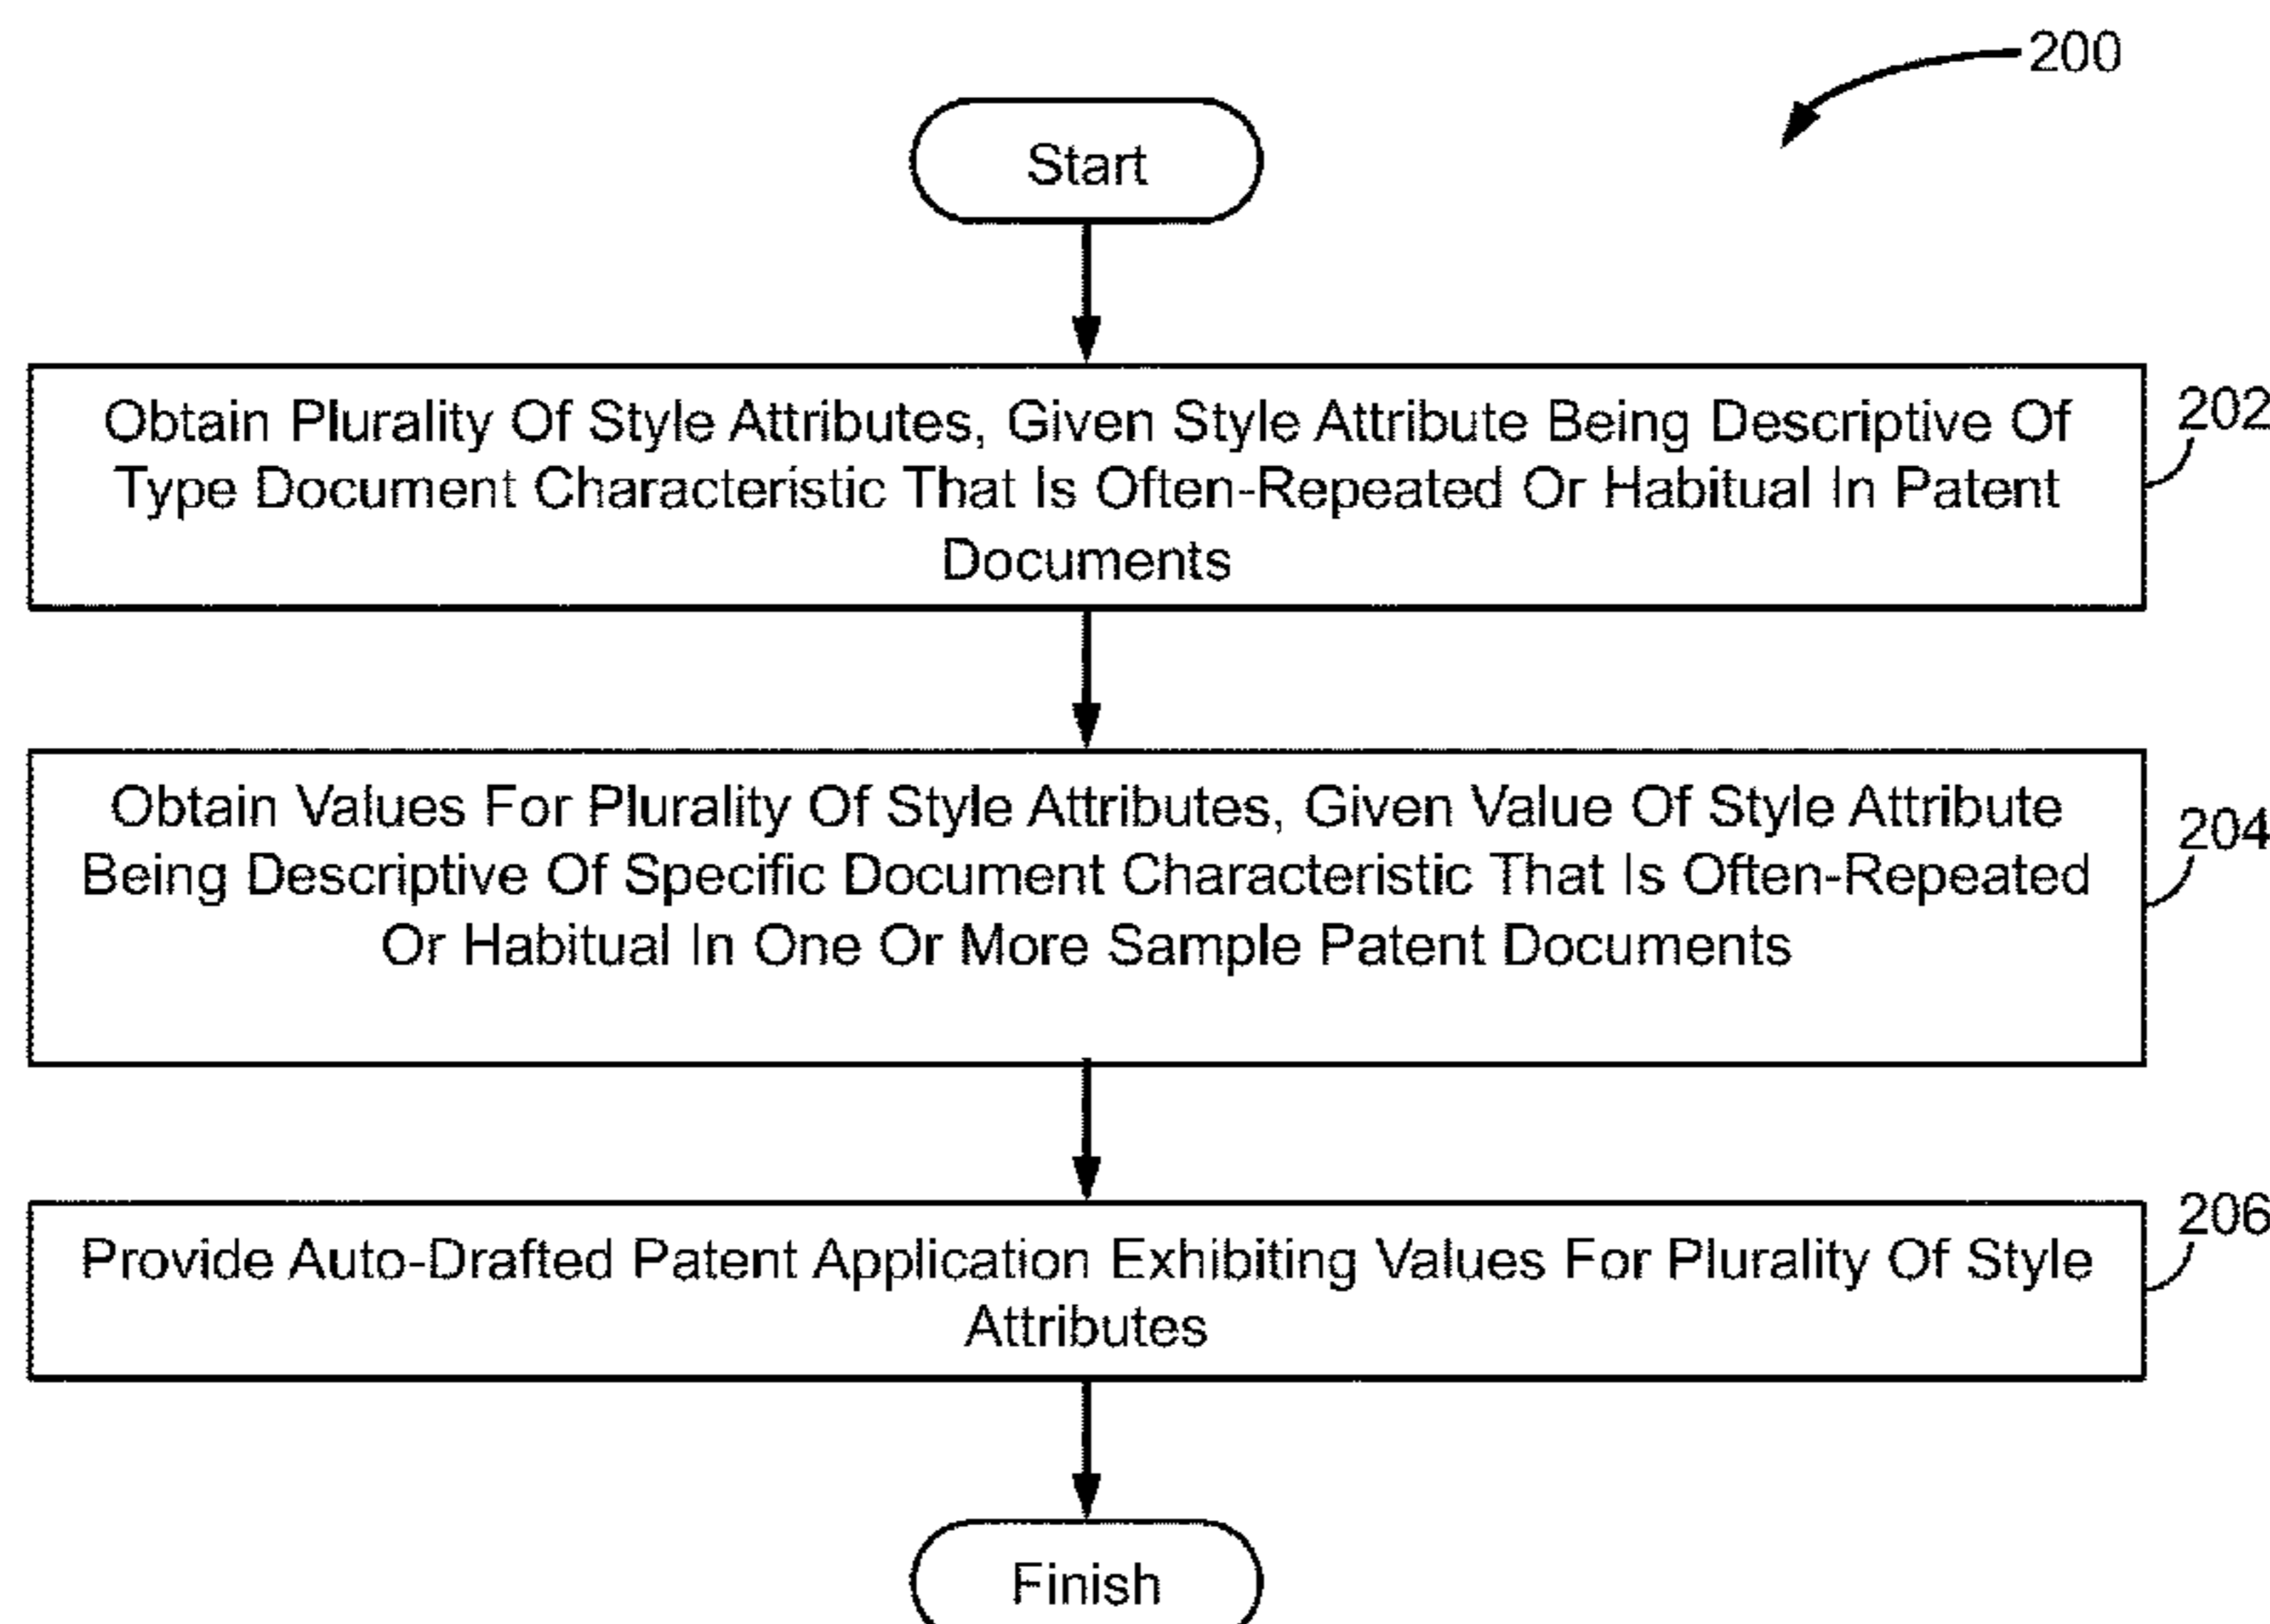 200
Start
Obtain Plurality Of Style Attributes, Given Style Attribute Being Descriptive Of
Type Document Characteristic That Is Often-Repeated Or Habitual In Patent
Documents
202
Obtain Values For Plurality Of Style Attributes, Given Value Of Style Attribute
Being Descriptive Of Specific Document Characteristic That Is Often-Repeated
Or Habitual In One Or More Sample Patent Documents
204
Provide Auto-Drafted Patent Application Exhibiting Values For Plurality Of Style
Attributes
206
Finish